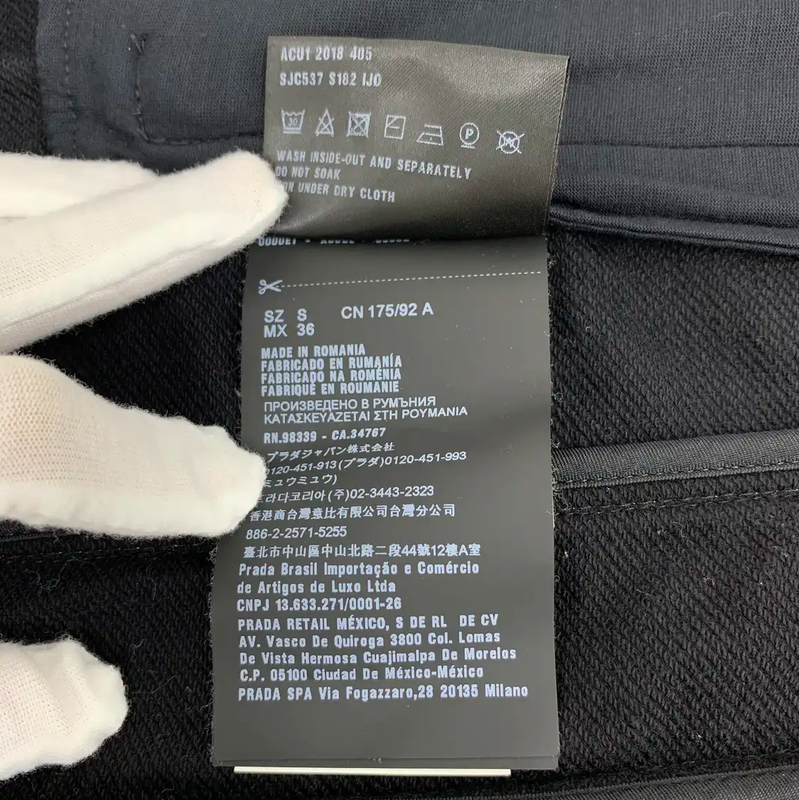 ACU1 2018 405
SJC537 S182 IJO
30
P
WASH INSIDE-OUT AND SEPARATELY
DO NOT SOAK
UNDER DRY CLOTH
SZ S CN 175/92 A
MX 36
MADE IN ROMANIA
FABRICADO EN RUMANÍA
FABRICADO NA ROMÉNIA
FABRIQUÉ EN ROUMANIE
ПРОИЗВЕДЕНО В РУМЪНИЯ
ΚΑΤΑΣΚΕΥΑΖΕΤΑΙ ΣΤΗ ΡΟΥΜΑΝΙΑ
RN.98339 - CA.34767
プラダジャパン株式会社
0120-451-913(プラダ)0120-451-993
ミュウミュウ)
라다코리아 (주)02-3443-2323
香港商台灣薏比有限公司台灣分公司
886-2-2571-5255
臺北市中山區中山北路二段44號12樓A室
Prada Brasil Importação e Comércio
de Artigos de Luxo Ltda
CNPJ 13.633.271/0001-26
PRADA RETAIL MÉXICO, S DE RL DE CV
AV. Vasco De Quiroga 3800 Col. Lomas
De Vista Hermosa Cuajimalpa De Morelos
C.P. 05100 Ciudad De México-México
PRADA SPA Via Fogazzaro,28 20135 Milano